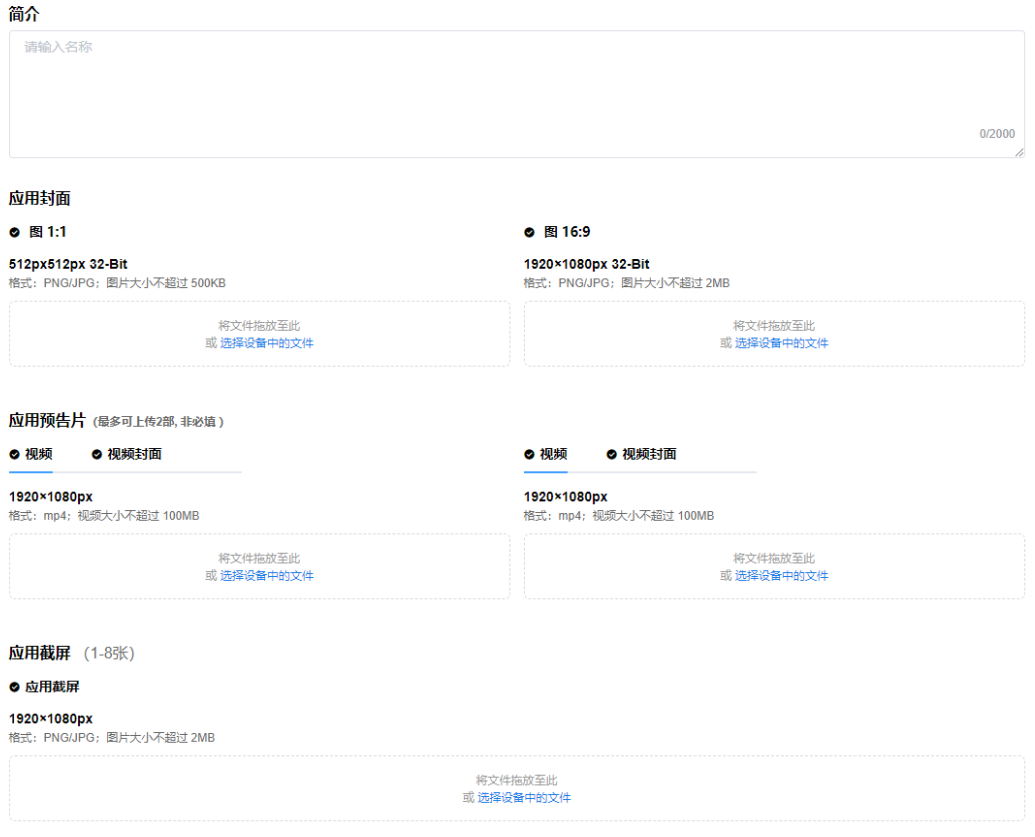 简介
请输入名称
0/2000
应用封面
图 1:1
图 16:9
512px512px 32-Bit
1920×1080px 32-Bit
格式：PNG/JPG；图片大小不超过 500KB
格式：PNG/JPG；图片大小不超过 2MB
将文件拖放至此
或 选择设备中的文件
将文件拖放至此
或 选择设备中的文件
应用预告片 (最多可上传2部, 非必填 )
视频 视频封面
视频 视频封面
1920×1080px
1920×1080px
格式：mp4；视频大小不超过 100MB
格式：mp4；视频大小不超过 100MB
将文件拖放至此
或 选择设备中的文件
将文件拖放至此
或 选择设备中的文件
应用截屏 （1-8张）
应用截屏
1920×1080px
格式：PNG/JPG；图片大小不超过 2MB
将文件拖放至此
或 选择设备中的文件